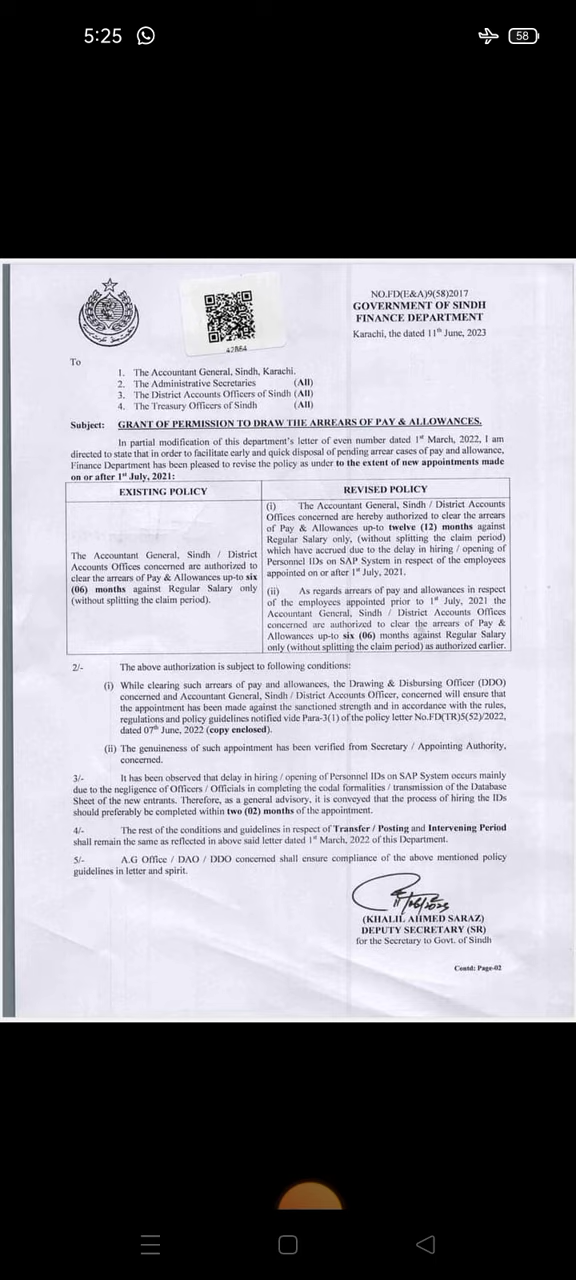 5:25
58
42864
NO.FD(E&A)9(58)2017
GOVERNMENT OF SINDH
FINANCE DEPARTMENT
Karachi, the dated 11th June, 2023
To
1. The Accountant General, Sindh, Karachi.
2. The Administrative Secretaries (All)
3. The District Accounts Officers of Sindh (All)
4. The Treasury Officers of Sindh (All)
Subject: GRANT OF PERMISSION TO DRAW THE ARREARS OF PAY & ALLOWANCES.
In partial modification of this department's letter of even number dated 1st March, 2022, I am
directed to state that in order to facilitate early and quick disposal of pending arrear cases of pay and allowance,
Finance Department has been pleased to revise the policy as under to the extent of new appointments made
on or after 1st July, 2021:
EXISTING POLICY
The Accountant General, Sindh / District
Accounts Offices concerned are authorized to
clear the arrears of Pay & Allowances up-to six
(06) months against Regular Salary only
(without splitting the claim period).
REVISED POLICY
(i) The Accountant General, Sindh / District Accounts
Offices concerned are hereby authorized to clear the arrears
of Pay & Allowances up-to twelve (12) months against
Regular Salary only, (without splitting the claim period)
which have accrued due to the delay in hiring / opening of
Personnel IDs on SAP System in respect of the employees
appointed on or after 1st July, 2021.
(ii) As regards arrears of pay and allowances in respect
of the employees appointed prior to 1st July, 2021 the
Accountant General, Sindh / District Accounts Offices
concerned are authorized to clear the arrears of Pay &
Allowances up-to six (06) months against Regular Salary
only (without splitting the claim period) as authorized earlier.
2/- The above authorization is subject to following conditions:
(i) While clearing such arrears of pay and allowances, the Drawing & Disbursing Officer (DDO)
concerned and Accountant General, Sindh / District Accounts Officer, concerned will ensure that
the appointment has been made against the sanctioned strength and in accordance with the rules,
regulations and policy guidelines notified vide Para-3(1) of the policy letter No.FD(TR)5(52)/2022,
dated 07th June, 2022 (copy enclosed).
(ii) The genuineness of such appointment has been verified from Secretary / Appointing Authority,
concerned.
3/- It has been observed that delay in hiring / opening of Personnel IDs on SAP System occurs mainly
due to the negligence of Officers / Officials in completing the codal formalities / transmission of the Database
Sheet of the new entrants. Therefore, as a general advisory, it is conveyed that the process of hiring the IDs
should preferably be completed within two (02) months of the appointment.
4/- The rest of the conditions and guidelines in respect of Transfer / Posting and Intervening Period
shall remain the same as reflected in above said letter dated 1st March, 2022 of this Department.
5/- A.G Office / DAO / DDO concerned shall ensure compliance of the above mentioned policy
guidelines in letter and spirit.
(KHALIL AHMED SARAZ)
DEPUTY SECRETARY (SR)
for the Secretary to Govt. of Sindh
Contd: Page-02